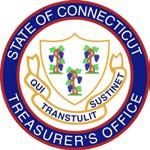 STATE OF CONNECTICUT
QUI
TRANSTULIT
SUSTINET
TREASURER'S OFFICE